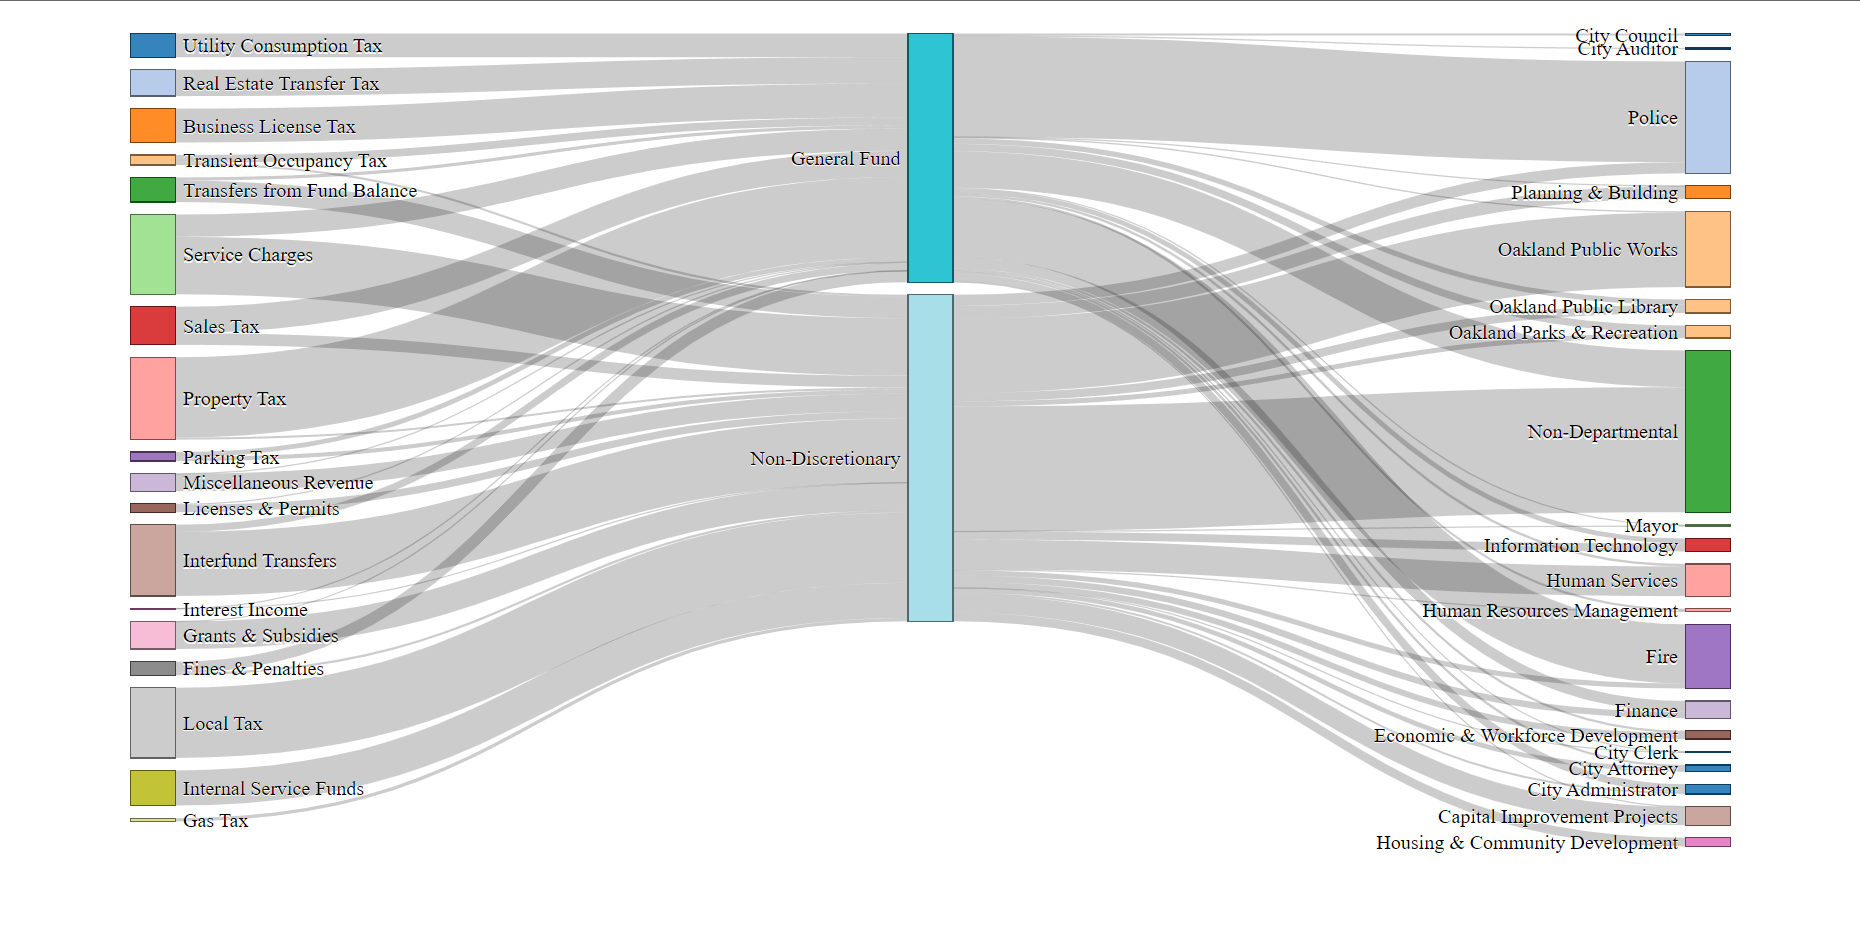 Utility Consumption Tax
Real Estate Transfer Tax
Business License Tax
Transient Occupancy Tax
Transfers from Fund Balance
Service Charges
Sales Tax
Property Tax
Parking Tax
Miscellaneous Revenue
Licenses & Permits
Interfund Transfers
Interest Income
Grants & Subsidies
Fines & Penalties
Local Tax
Internal Service Funds
Gas Tax
General Fund
Non-Discretionary
City Council
City Auditor
Police
Planning & Building
Oakland Public Works
Oakland Public Library
Oakland Parks & Recreation
Non-Departmental
Mayor
Information Technology
Human Services
Human Resources Management
Fire
Finance
Economic & Workforce Development
City Clerk
City Attorney
City Administrator
Capital Improvement Projects
Housing & Community Development